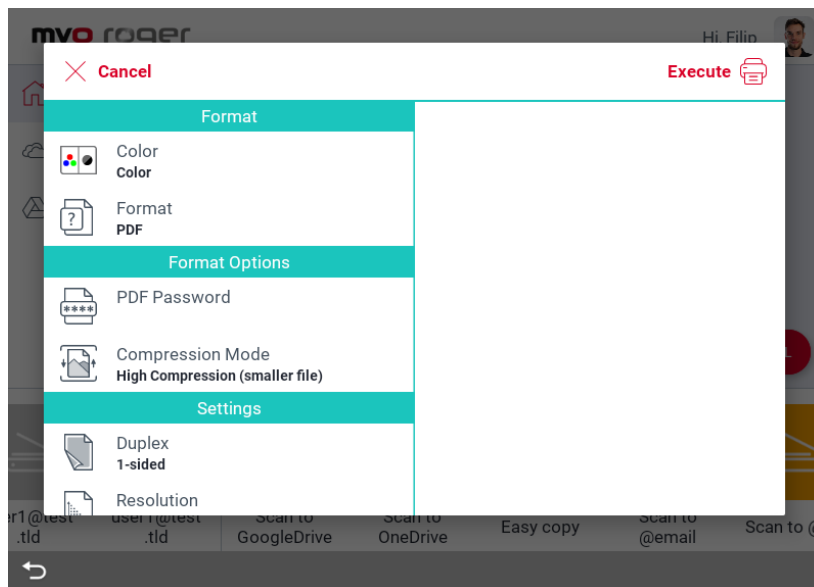 mvo roger
Hi, Filip
Cancel
Execute
Format
Color
Color
Format
?
PDF
Format Options
PDF Password
****
Compression Mode
High Compression (smaller file)
Settings
Duplex
1-sided
Resolution
er1@test
.tld
user1@test
.tld
Scan to
GoogleDrive
Scan to
OneDrive
Easy copy
Scan to
@email
Scan to @